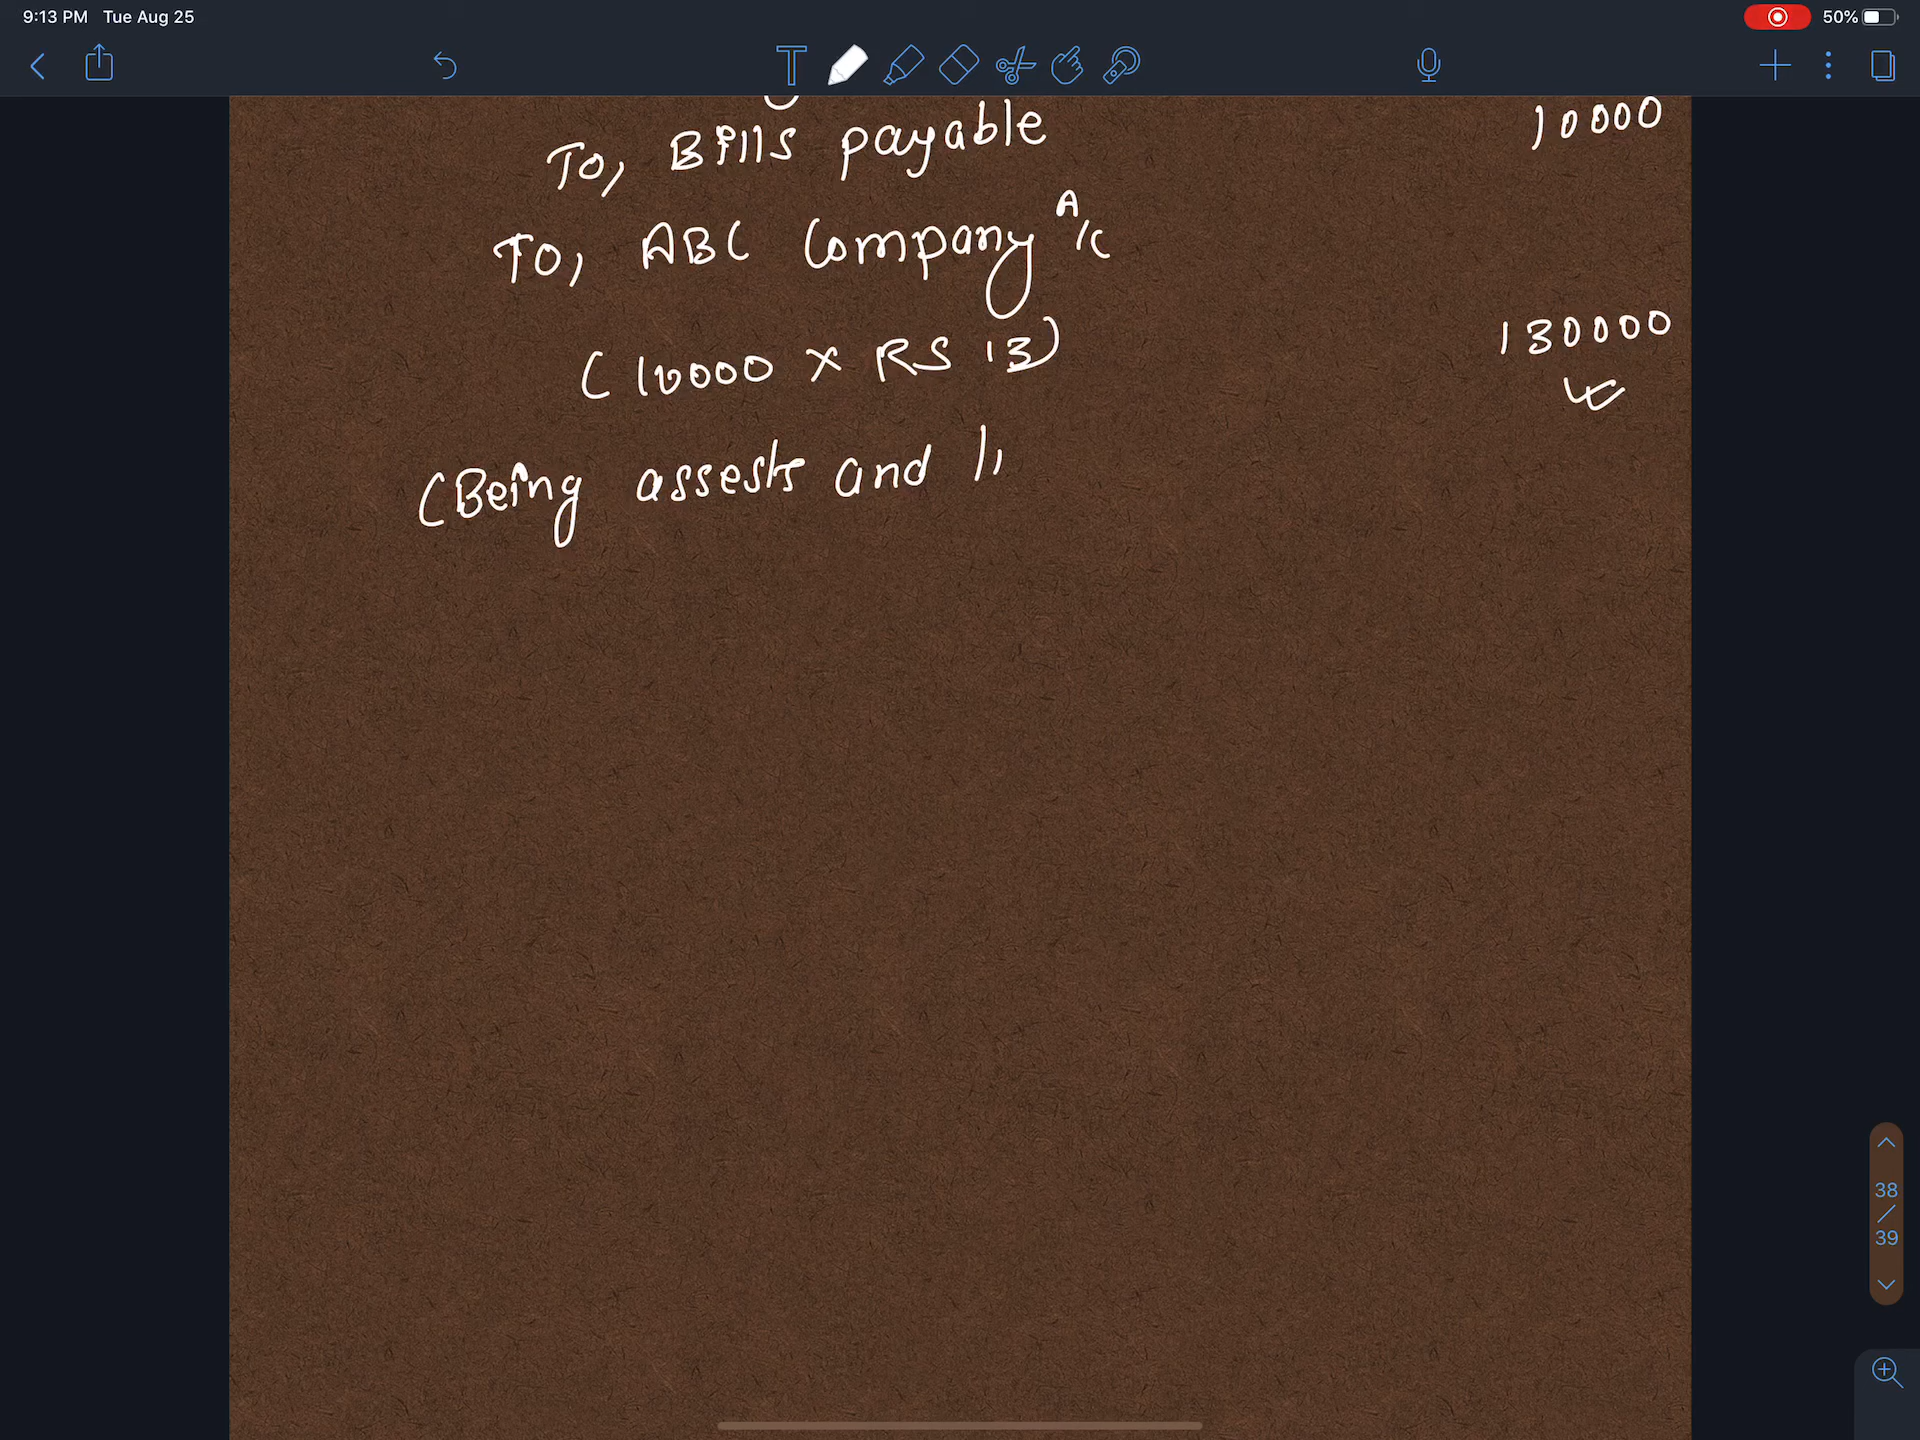 9:13 PM Tue Aug 25
50%
To, Bills payable 10000
To, ABC Company A/c
(10000 X RS 13) 130000
(Being assests and li
38
/
39